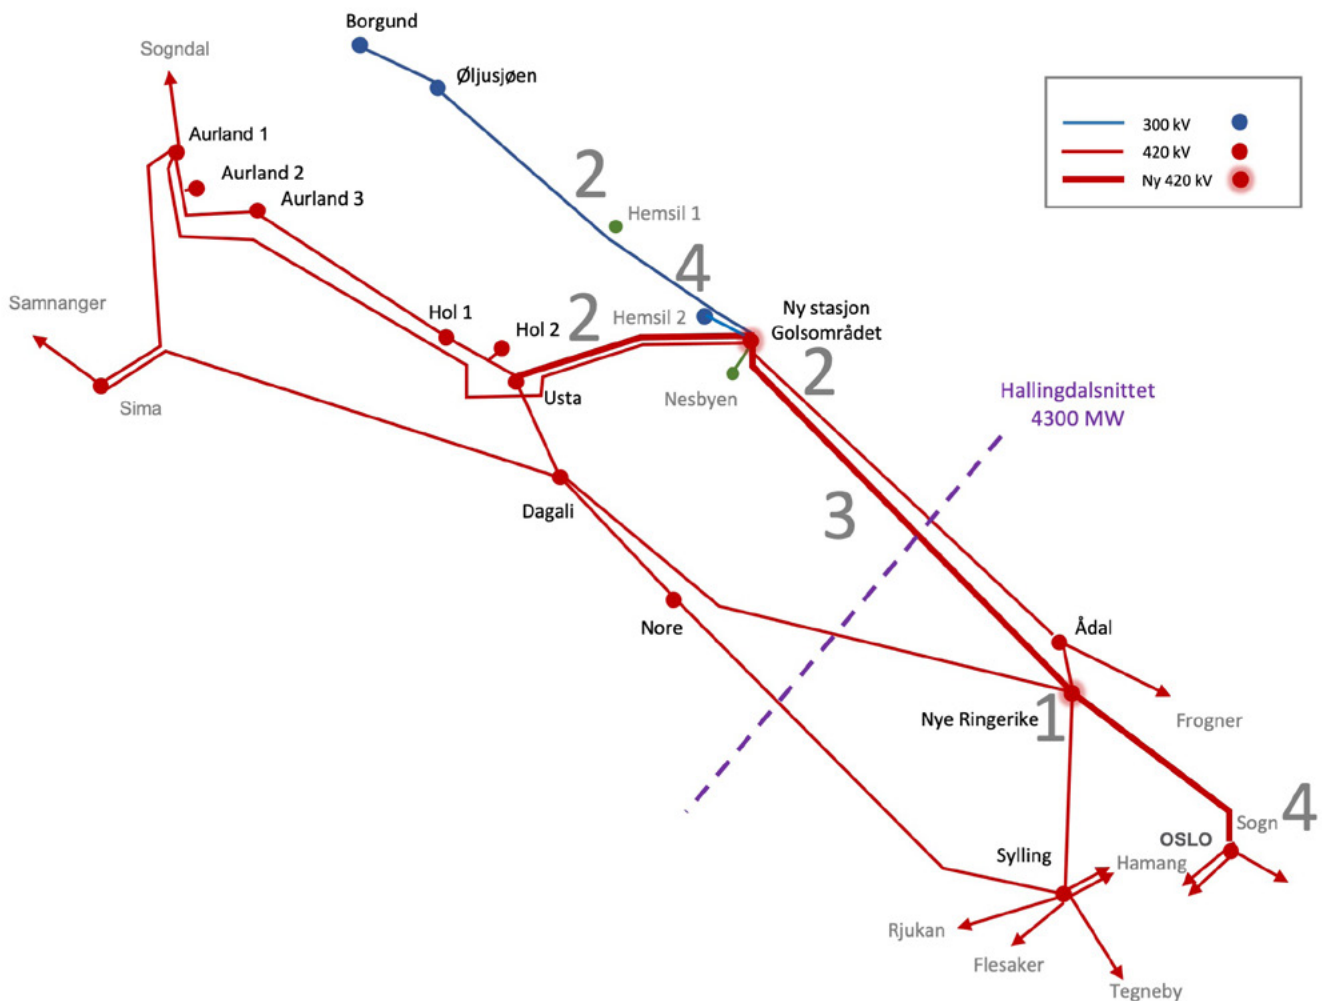 Borgund
Sogndal
Øljusjøen
300 kV
420 kV
Ny 420 kV
Aurland 1
Aurland 2
Aurland 3
2
Hemsil 1
4
Samnanger
Hol 1
Hol 2
2
Hemsil 2
Ny stasjon
Golsområdet
2
Sima
Usta
Nesbyen
Hallingdalsnittet
4300 MW
Dagali
3
Nore
Ådal
Nye Ringerike
1
Frogner
Sogn
4
OSLO
Sylling
Hamang
Rjukan
Flesaker
Tegneby